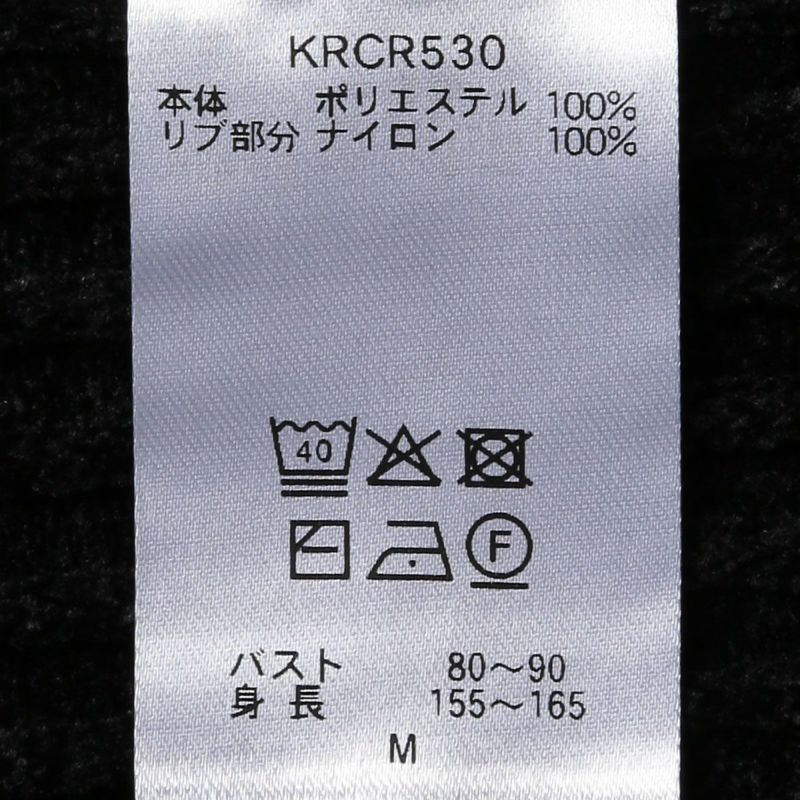 KRCR530
本体 ポリエステル 100%
リブ部分 ナイロン 100%
40
F
バスト 80～90
身長 155～165
M